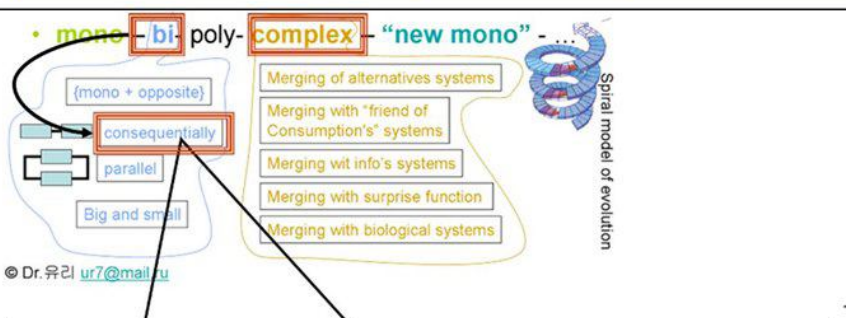 • mono – bi- poly- complex – “new mono” - ...
{mono + opposite}
consequentially
parallel
Big and small
Merging of alternatives systems
Merging with “friend of
Consumption's” systems
Merging wit info's systems
Merging with surprise function
Merging with biological systems
Spiral model of evolution
© Dr.유리 ur7@mail.ru